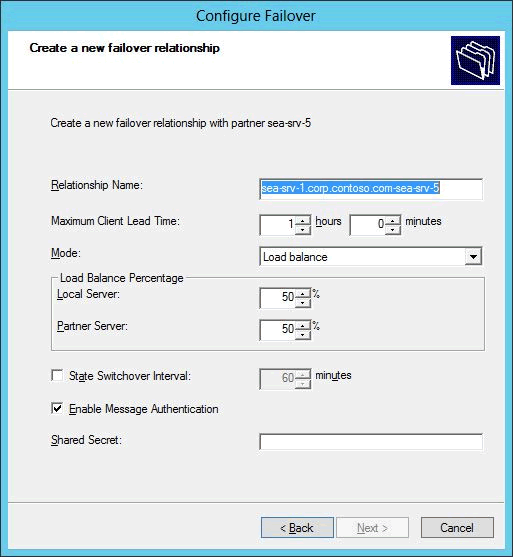 Configure Failover
Create a new failover relationship
Create a new failover relationship with partner sea-srv-5
Relationship Name: sea-srv-1.corp.contoso.com-sea-srv-5
Maximum Client Lead Time: 1 hours 0 minutes
Mode: Load balance
Load Balance Percentage
Local Server: 50 %
Partner Server: 50 %
State Switchover Interval: 60 minutes
Enable Message Authentication
Shared Secret:
< Back Next > Cancel